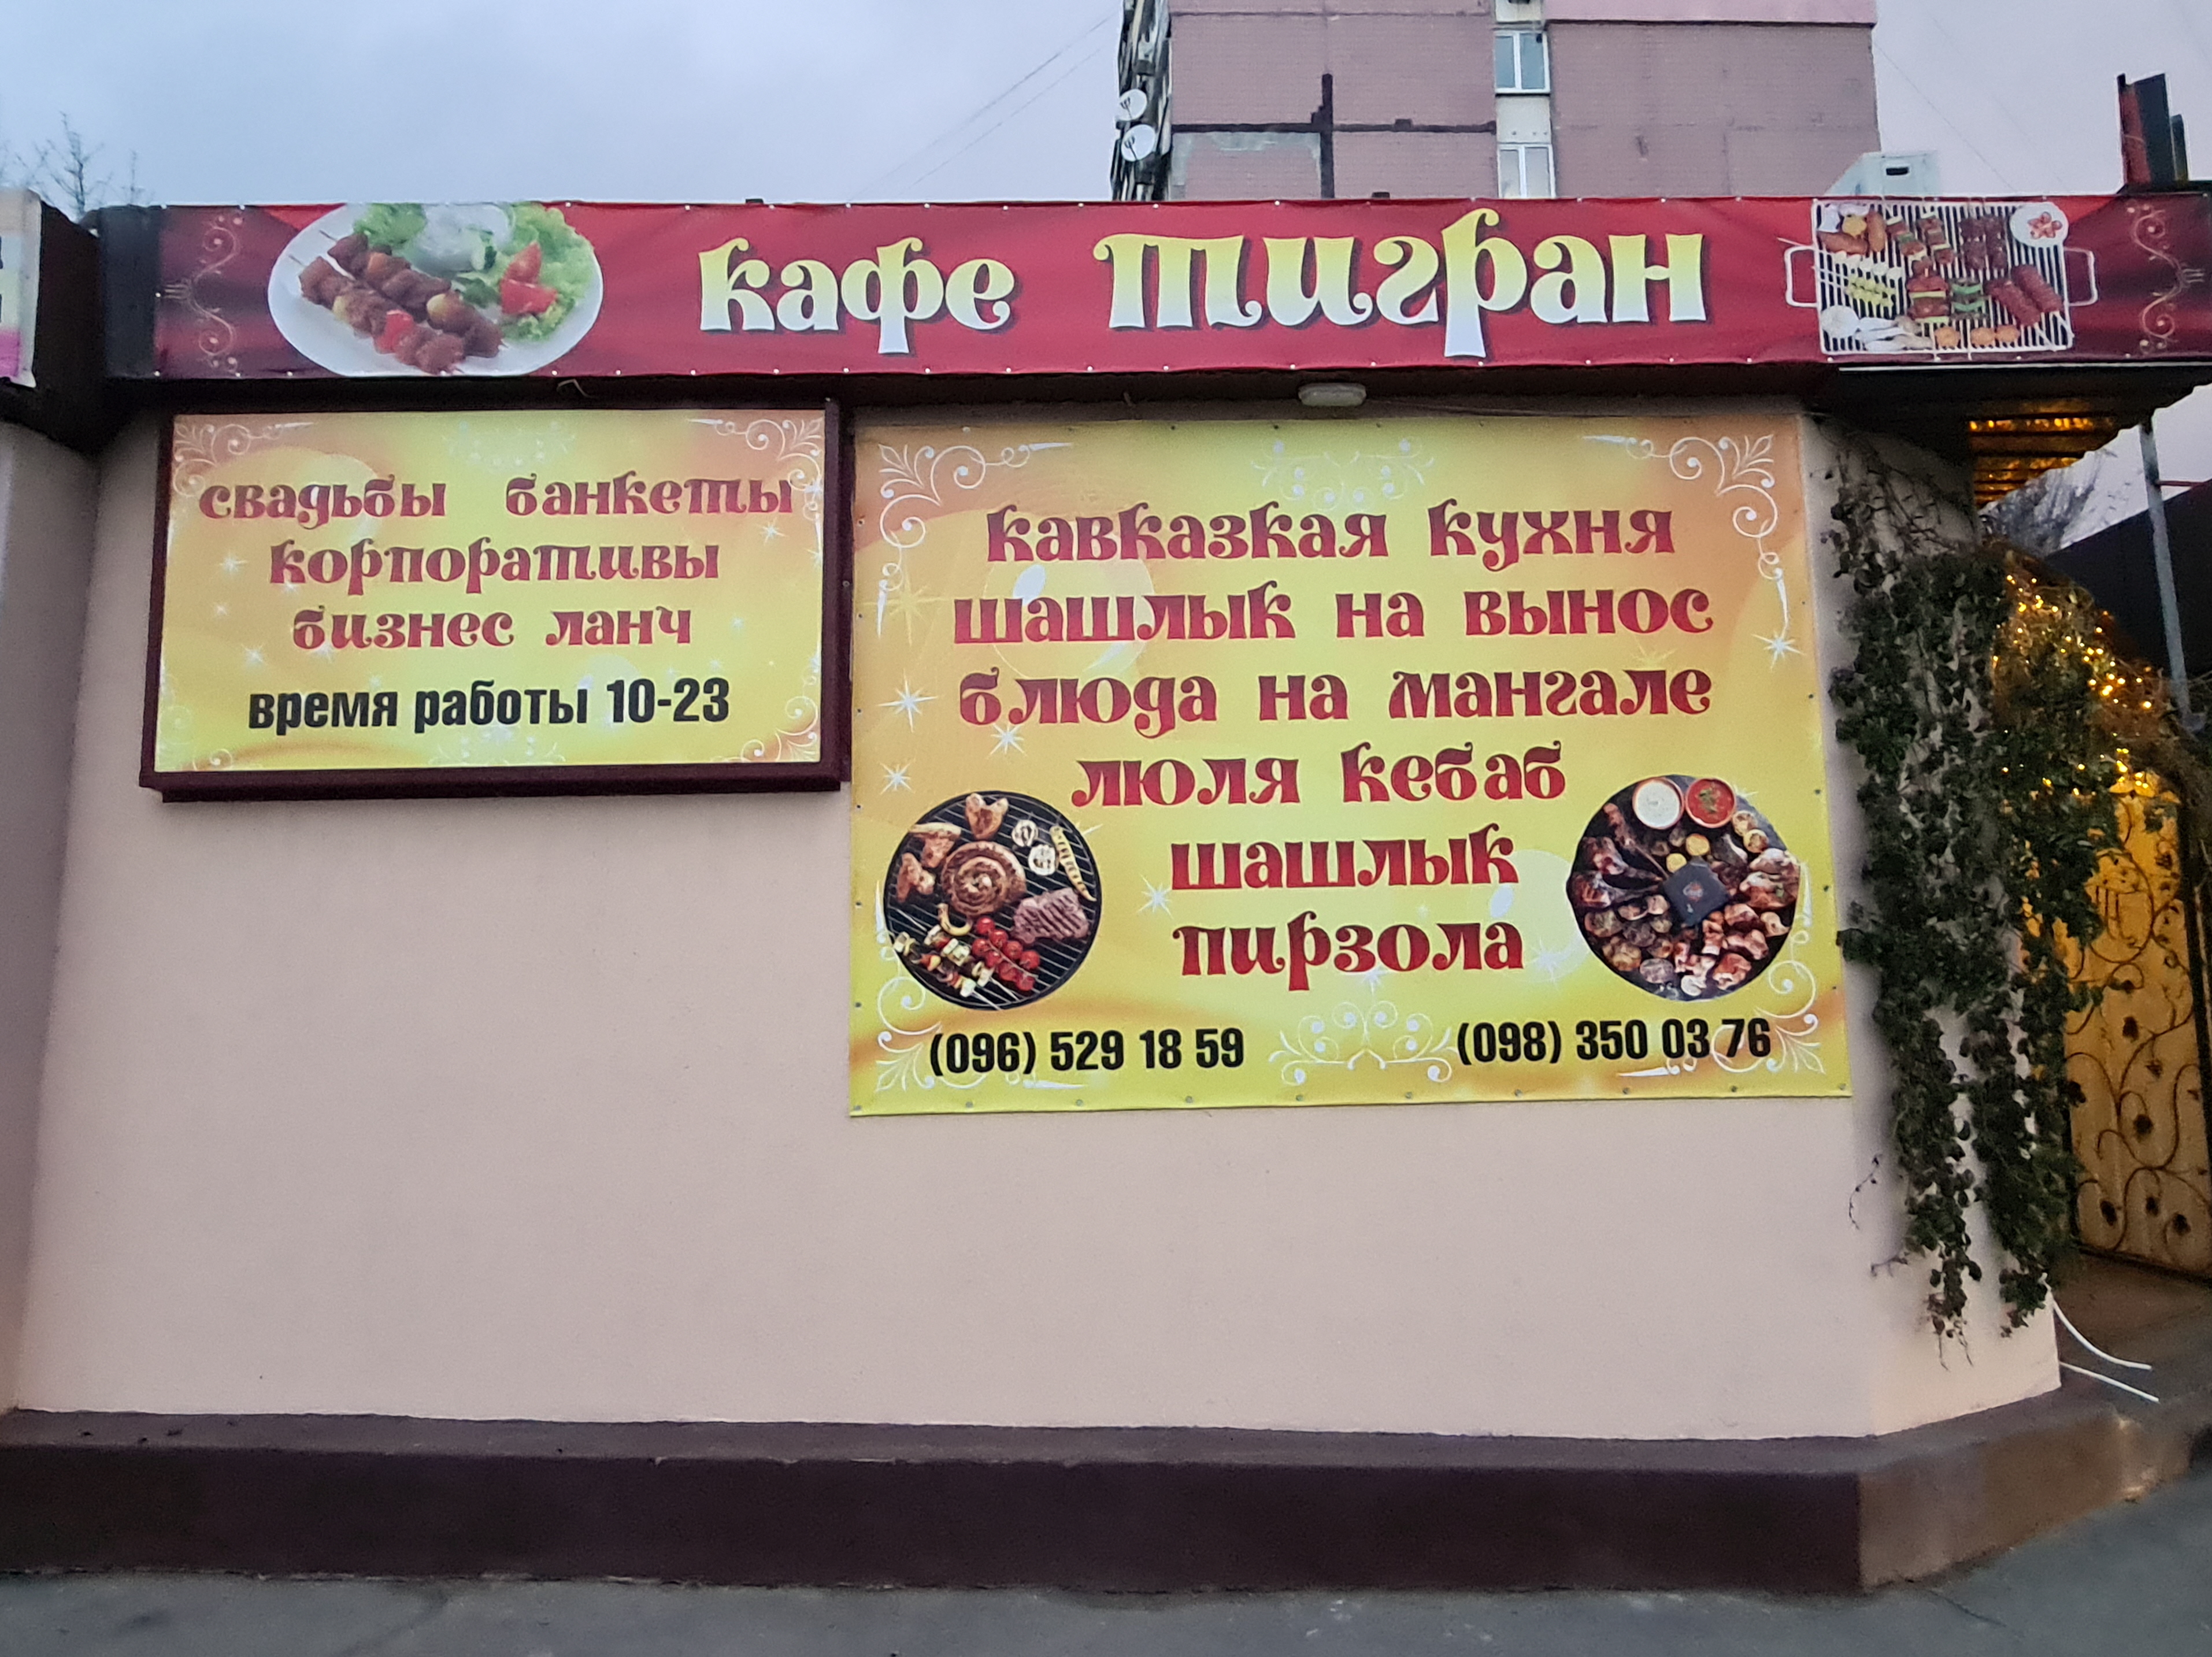 кафе тигран
свадьбы банкеты
корпоративы
бизнес ланч
время работы 10-23
кавказкая кухня
шашлык на вынос
блюда на мангале
люля кебаб
шашлык
пирзола
(096) 529 18 59 (098) 350 03 76